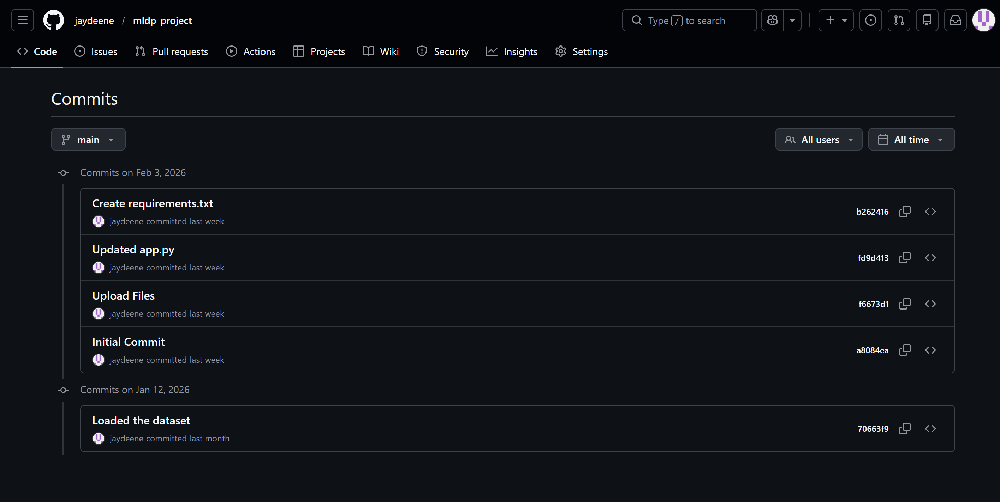 jaydeene / mldp_project
Type / to search
Code Issues Pull requests Actions Projects Wiki Security Insights Settings
Commits
main
All users
All time
Commits on Feb 3, 2026
Create requirements.txt
jaydeene committed last week
b262416
Updated app.py
jaydeene committed last week
fd9d413
Upload Files
jaydeene committed last week
f6673d1
Initial Commit
jaydeene committed last week
a8084ea
Commits on Jan 12, 2026
Loaded the dataset
jaydeene committed last month
70663f9